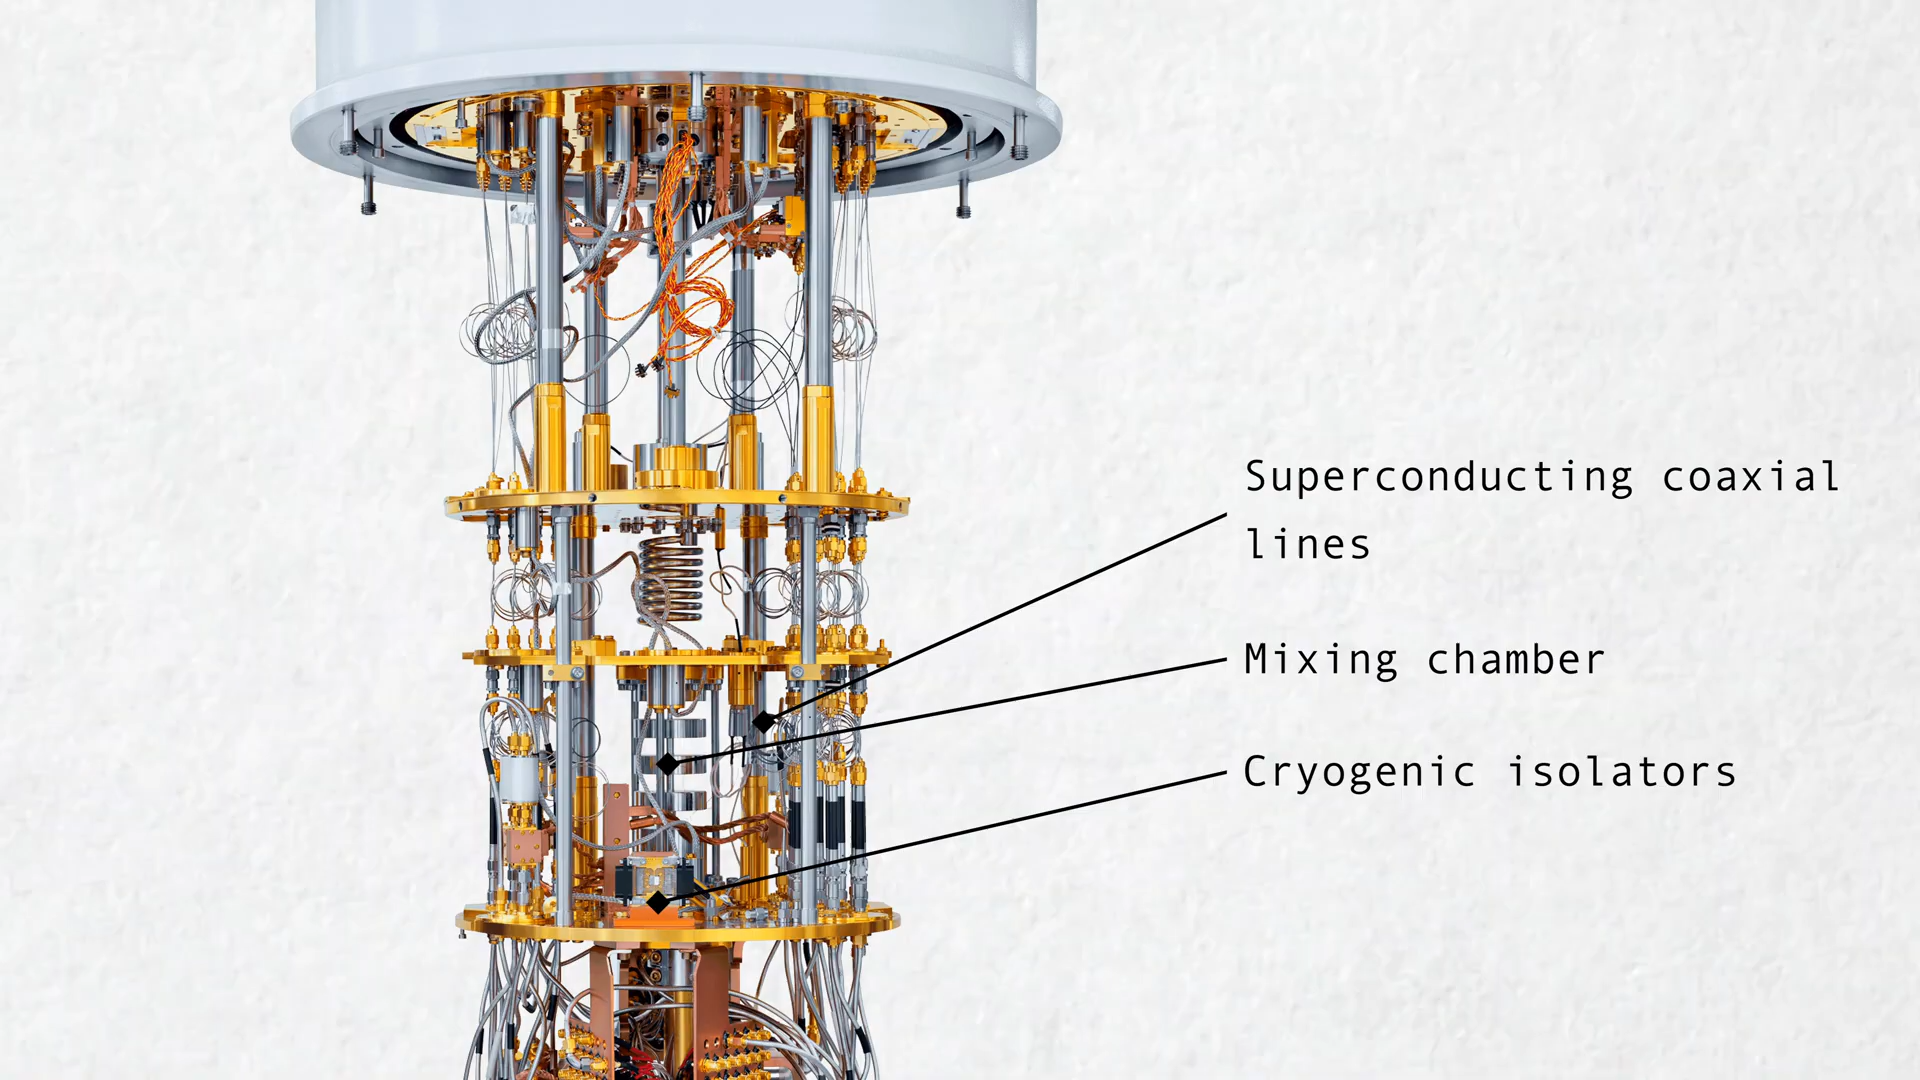 Superconducting coaxial
lines
Mixing chamber
Cryogenic isolators